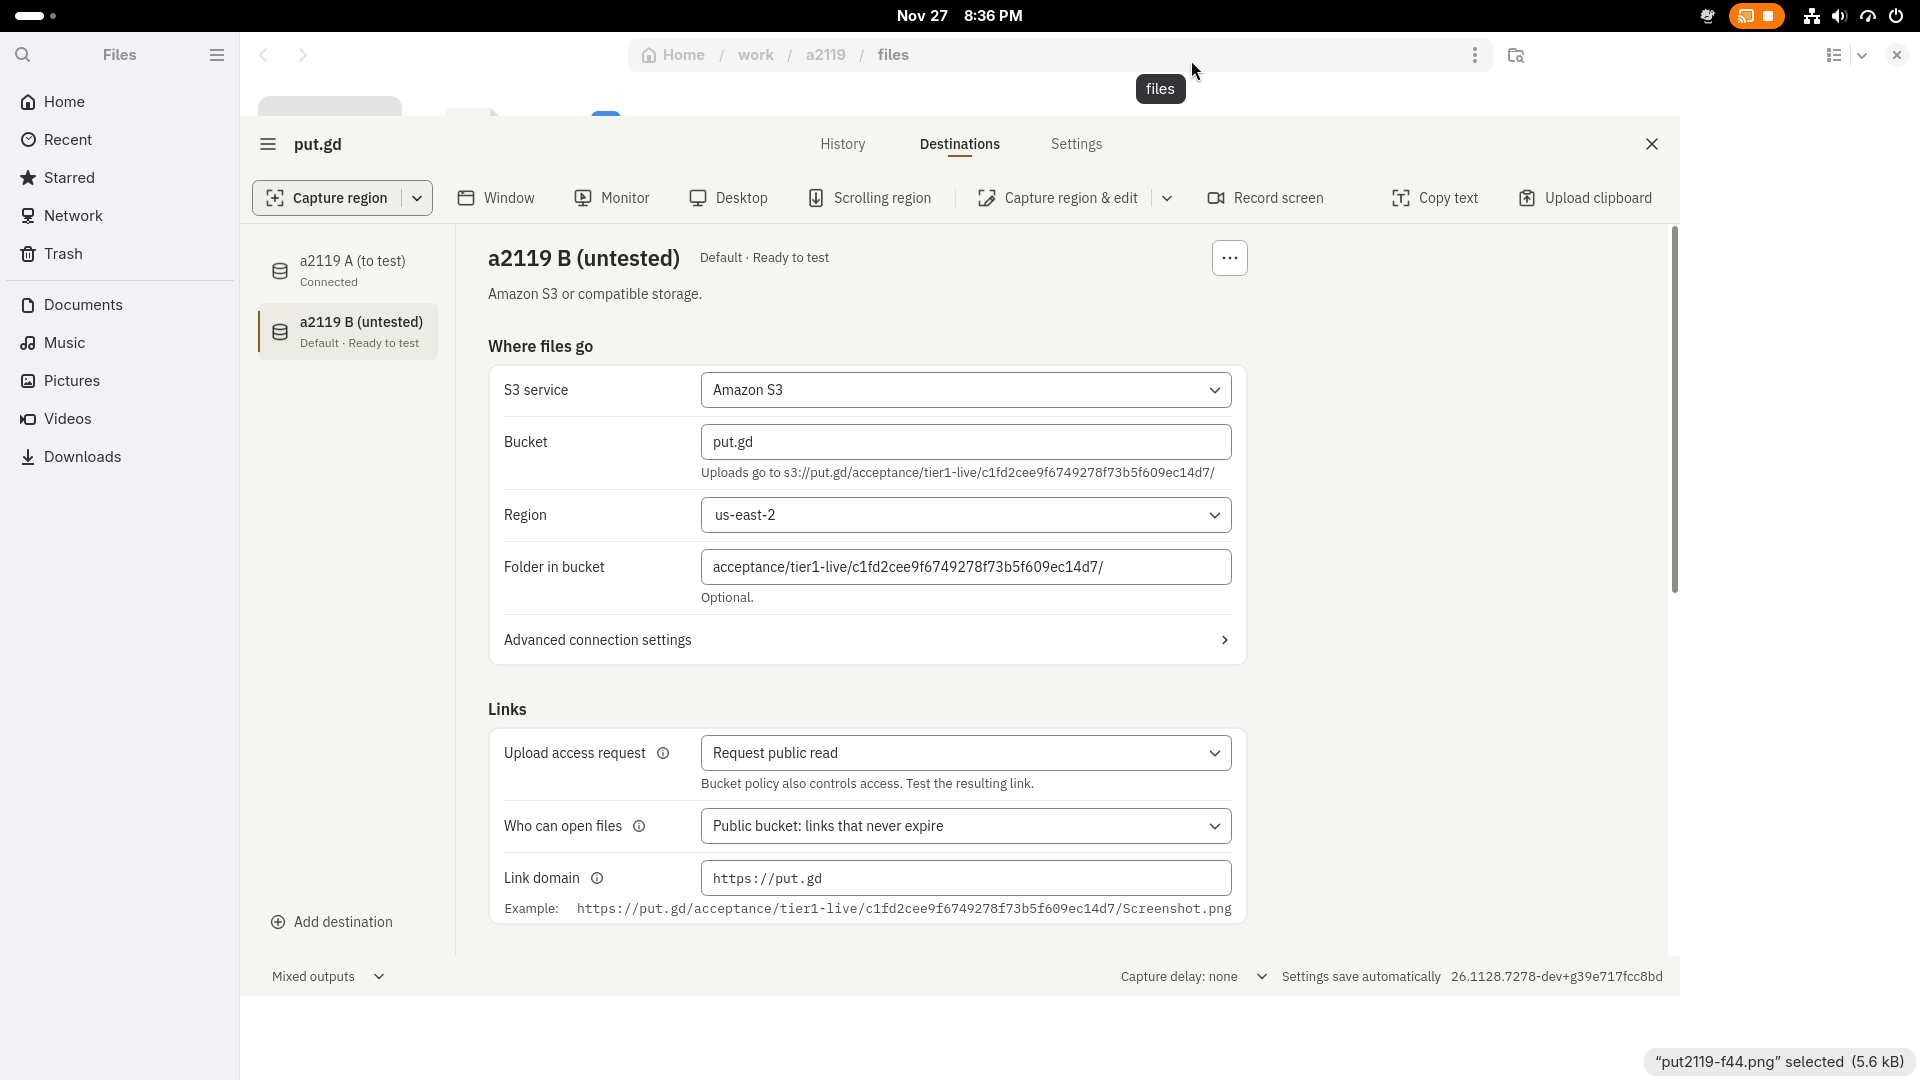 Nov 27 8:36 PM
Files
Home / work / a2119 / files
files
Home
Recent
Starred
Network
Trash
Documents
Music
Pictures
Videos
Downloads
put.gd
History
Destinations
Settings
Capture region
Window
Monitor
Desktop
Scrolling region
Capture region & edit
Record screen
Copy text
Upload clipboard
a2119 A (to test)
Connected
a2119 B (untested)
Default · Ready to test
Add destination
a2119 B (untested) Default · Ready to test
Amazon S3 or compatible storage.
Where files go
S3 service Amazon S3
Bucket put.gd
Uploads go to s3://put.gd/acceptance/tier1-live/c1fd2cee9f6749278f73b5f609ec14d7/
Region us-east-2
Folder in bucket acceptance/tier1-live/c1fd2cee9f6749278f73b5f609ec14d7/
Optional.
Advanced connection settings
Links
Upload access request Request public read
Bucket policy also controls access. Test the resulting link.
Who can open files Public bucket: links that never expire
Link domain https://put.gd
Example: https://put.gd/acceptance/tier1-live/c1fd2cee9f6749278f73b5f609ec14d7/Screenshot.png
Mixed outputs
Capture delay: none
Settings save automatically
26.1128.7278-dev+g39e717fcc8bd
“put2119-f44.png” selected (5.6 kB)